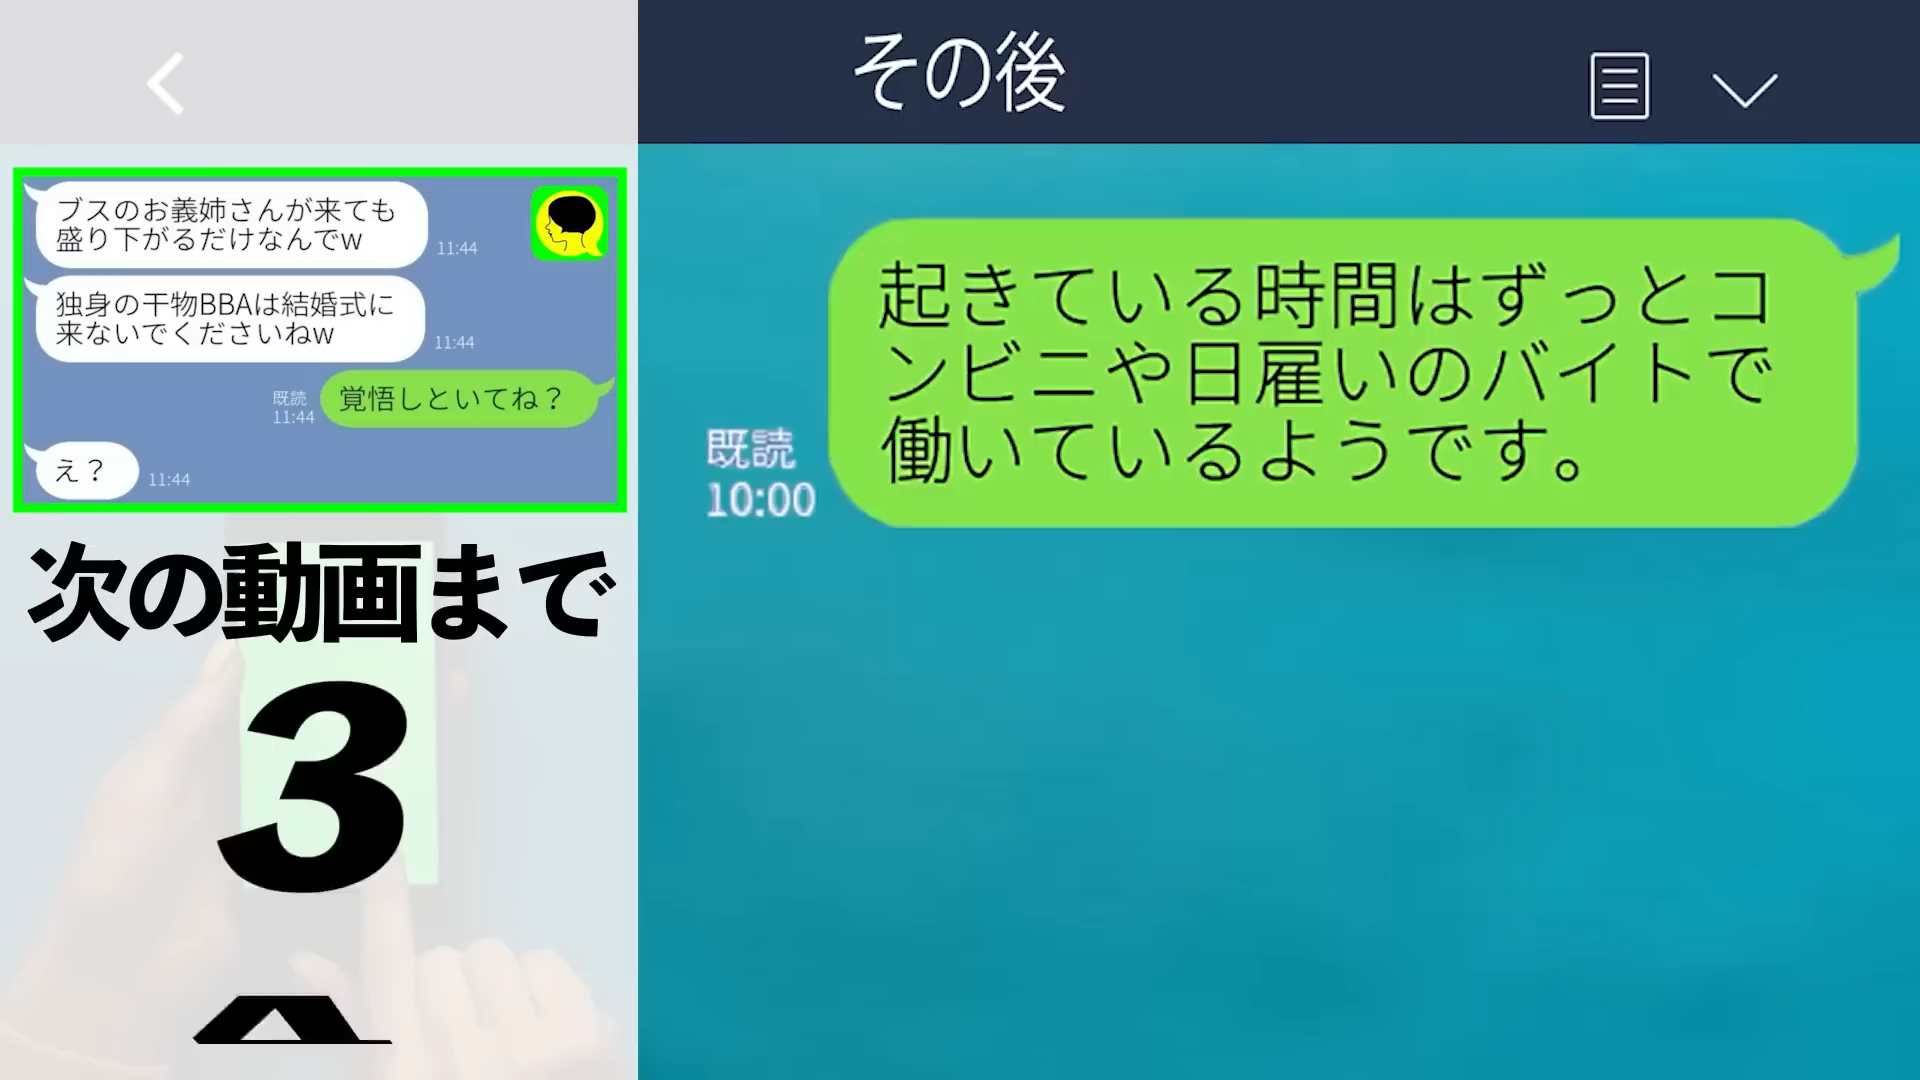 ブスのお義姉さんが来ても
盛り下がるだけなんでw
11:44
独身の干物BBAは結婚式に
来ないでくださいねw
11:44
既読
11:44
覚悟しといてね？
え？
11:44
次の動画まで
3
その後
起きている時間はずっとコ
ンビニや日雇いのバイトで
働いているようです。
既読
10:00